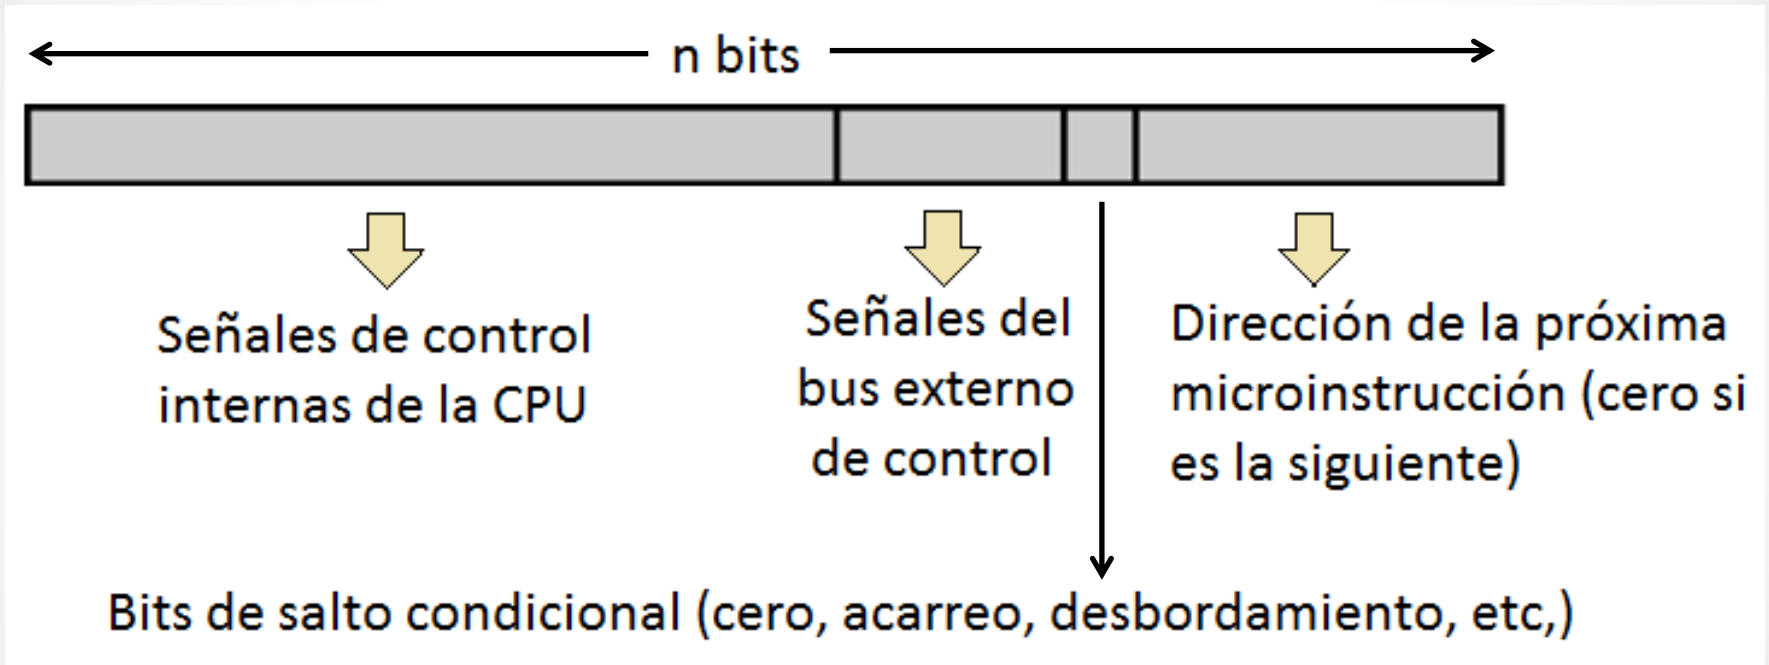 n bits
Señales de control
internas de la CPU
Señales del
bus externo
de control
Dirección de la próxima
microinstrucción (cero si
es la siguiente)
Bits de salto condicional (cero, acarreo, desbordamiento, etc,)